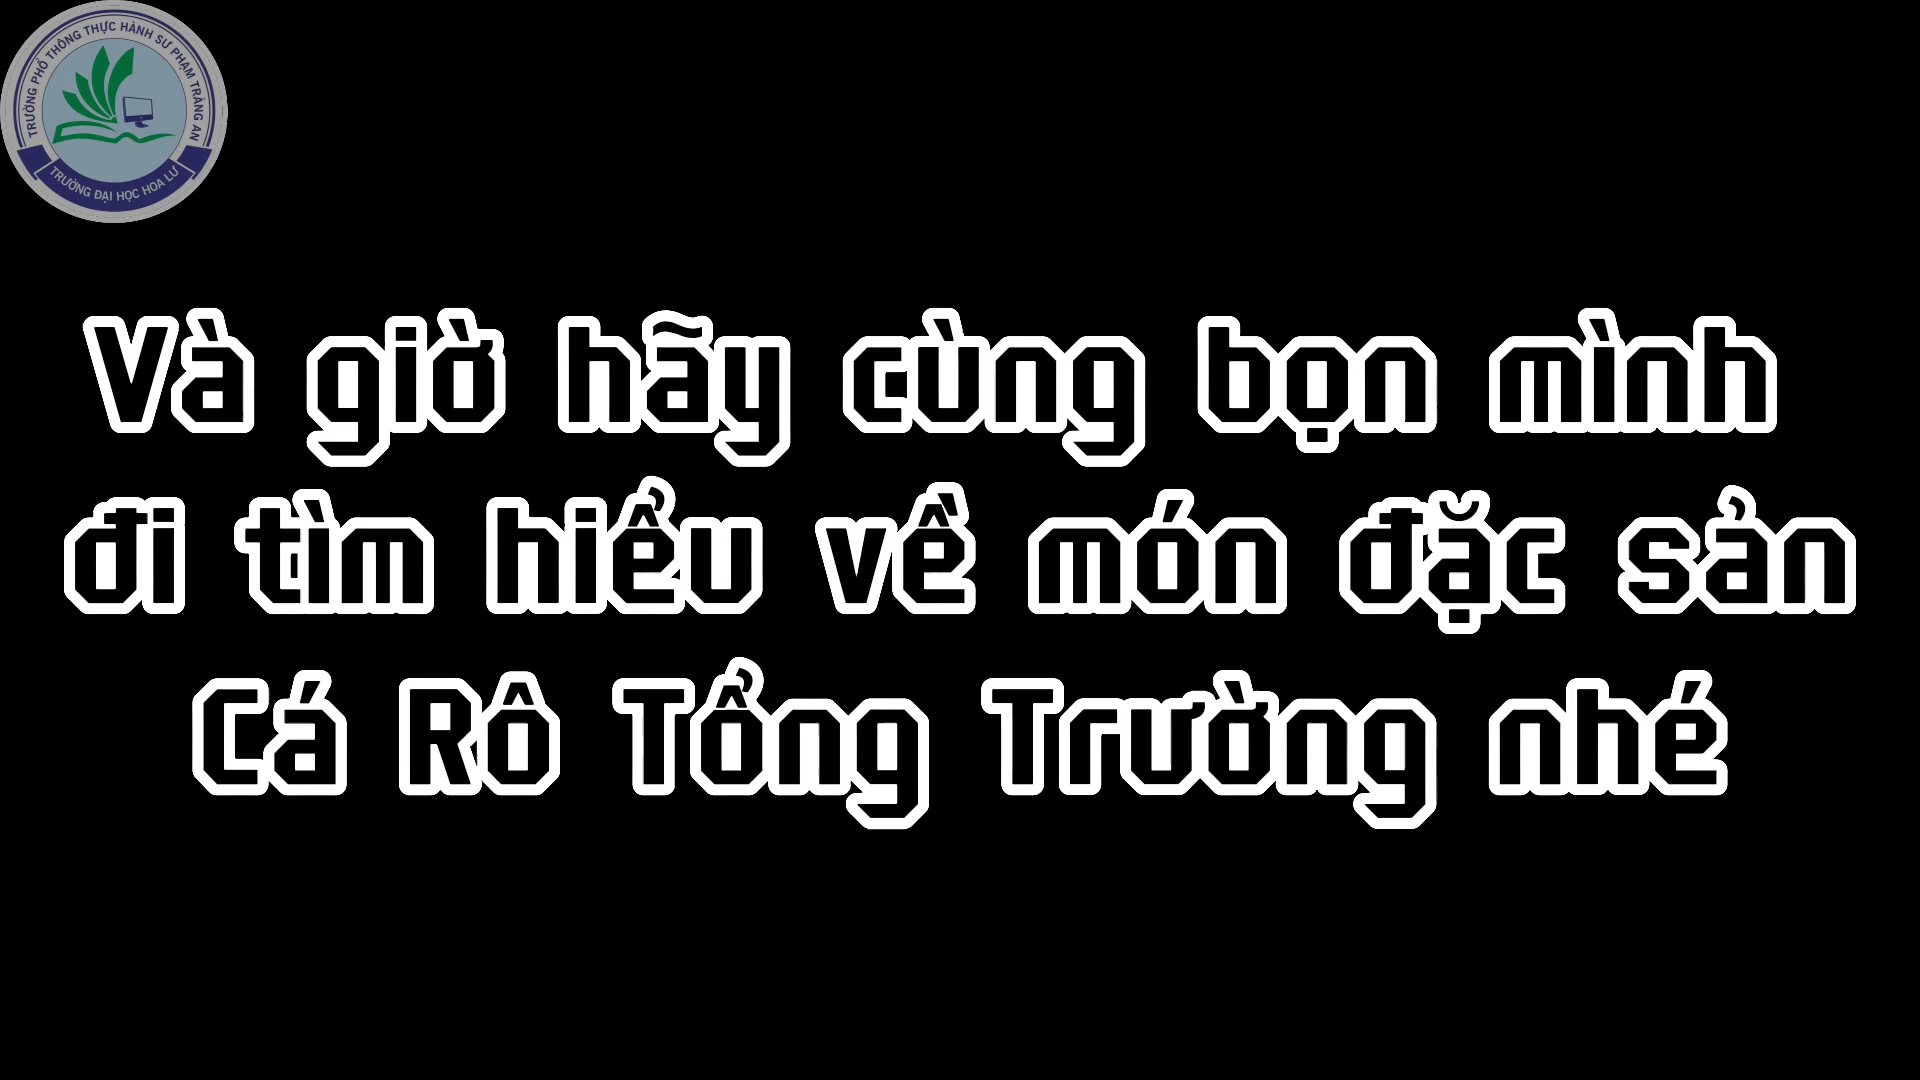 TRƯỜNG PHỔ THÔNG THỰC HÀNH SƯ PHẠM TRÀNG AN
TRƯỜNG ĐẠI HỌC HOA LƯ
Và giờ hãy cùng bọn mình
đi tìm hiểu về món đặc sản
Cá Rô Tổng Trường nhé